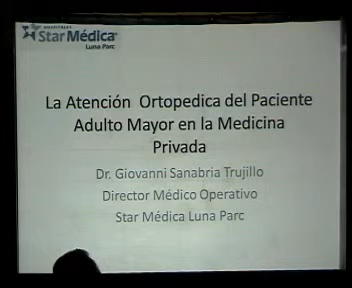 HOSPITALES
Star Médica
Luna Parc
La Atención Ortopedica del Paciente
Adulto Mayor en la Medicina
Privada
Dr. Giovanni Sanabria Trujillo
Director Médico Operativo
Star Médica Luna Parc